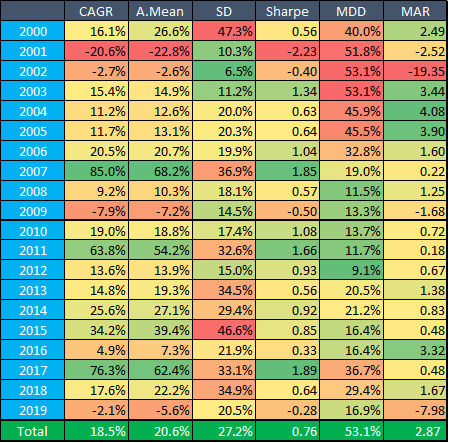 CAGR A.Mean SD Sharpe MDD MAR
2000 16.1% 26.6% 47.3% 0.56 40.0% 2.49
2001 -20.6% -22.8% 10.3% -2.23 51.8% -2.52
2002 -2.7% -2.6% 6.5% -0.40 53.1% -19.35
2003 15.4% 14.9% 11.2% 1.34 53.1% 3.44
2004 11.2% 12.6% 20.0% 0.63 45.9% 4.08
2005 11.7% 13.1% 20.3% 0.64 45.5% 3.90
2006 20.5% 20.7% 19.9% 1.04 32.8% 1.60
2007 85.0% 68.2% 36.9% 1.85 19.0% 0.22
2008 9.2% 10.3% 18.1% 0.57 11.5% 1.25
2009 -7.9% -7.2% 14.5% -0.50 13.3% -1.68
2010 19.0% 18.8% 17.4% 1.08 13.7% 0.72
2011 63.8% 54.2% 32.6% 1.66 11.7% 0.18
2012 13.6% 13.9% 15.0% 0.93 9.1% 0.67
2013 14.8% 19.3% 34.5% 0.56 20.5% 1.38
2014 25.6% 27.1% 29.4% 0.92 21.2% 0.83
2015 34.2% 39.4% 46.6% 0.85 16.4% 0.48
2016 4.9% 7.3% 21.9% 0.33 16.4% 3.32
2017 76.3% 62.4% 33.1% 1.89 36.7% 0.48
2018 17.6% 22.2% 34.9% 0.64 29.4% 1.67
2019 -2.1% -5.6% 20.5% -0.28 16.9% -7.98
Total 18.5% 20.6% 27.2% 0.76 53.1% 2.87